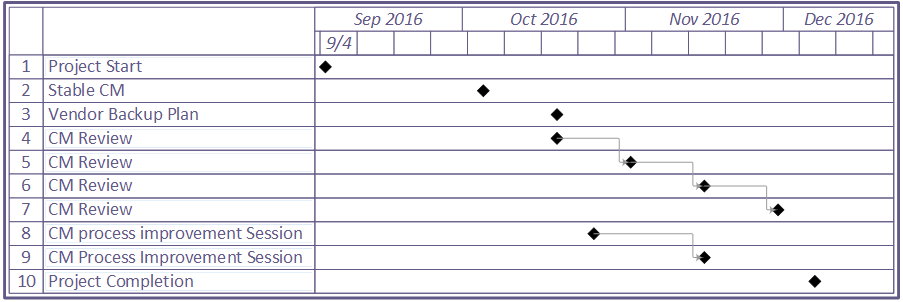 Sep 2016 Oct 2016 Nov 2016 Dec 2016
9/4
1 Project Start
2 Stable CM
3 Vendor Backup Plan
4 CM Review
5 CM Review
6 CM Review
7 CM Review
8 CM process improvement Session
9 CM Process Improvement Session
10 Project Completion